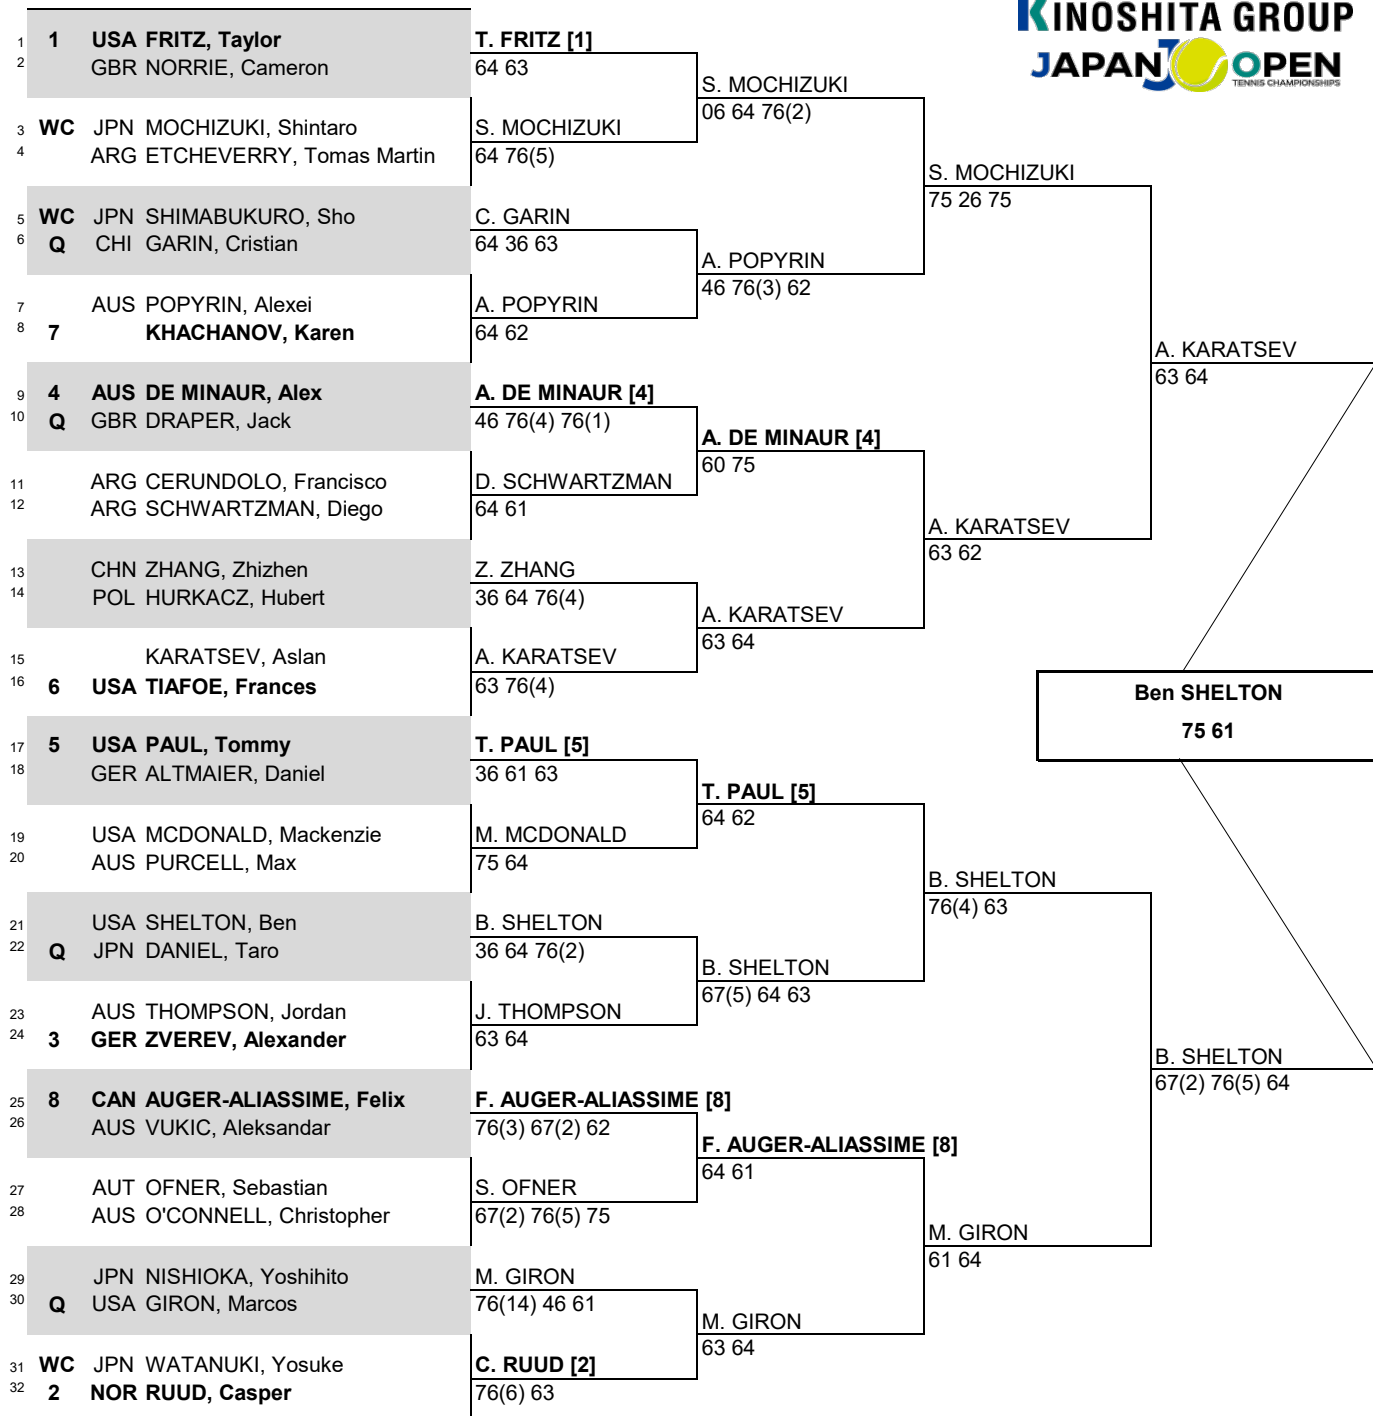 KINOSHITA GROUP
JAPAN OPEN
TENNIS CHAMPIONSHIPS
1 1 USA FRITZ, Taylor
2 GBR NORRIE, Cameron
3 WC JPN MOCHIZUKI, Shintaro
4 ARG ETCHEVERRY, Tomas Martin
5 WC JPN SHIMABUKURO, Sho
6 Q CHI GARIN, Cristian
7 AUS POPYRIN, Alexei
8 7 KHACHANOV, Karen
9 4 AUS DE MINAUR, Alex
10 Q GBR DRAPER, Jack
11 ARG CERUNDOLO, Francisco
12 ARG SCHWARTZMAN, Diego
13 CHN ZHANG, Zhizhen
14 POL HURKACZ, Hubert
15 KARATSEV, Aslan
16 6 USA TIAFOE, Frances
17 5 USA PAUL, Tommy
18 GER ALTMAIER, Daniel
19 USA MCDONALD, Mackenzie
20 AUS PURCELL, Max
21 USA SHELTON, Ben
22 Q JPN DANIEL, Taro
23 AUS THOMPSON, Jordan
24 3 GER ZVEREV, Alexander
25 8 CAN AUGER-ALIASSIME, Felix
26 AUS VUKIC, Aleksandar
27 AUT OFNER, Sebastian
28 AUS O'CONNELL, Christopher
29 JPN NISHIOKA, Yoshihito
30 Q USA GIRON, Marcos
31 WC JPN WATANUKI, Yosuke
32 2 NOR RUUD, Casper
T. FRITZ [1]
64 63
S. MOCHIZUKI
64 76(5)
C. GARIN
64 36 63
A. POPYRIN
64 62
A. DE MINAUR [4]
46 76(4) 76(1)
D. SCHWARTZMAN
64 61
Z. ZHANG
36 64 76(4)
A. KARATSEV
63 76(4)
T. PAUL [5]
36 61 63
M. MCDONALD
75 64
B. SHELTON
36 64 76(2)
J. THOMPSON
63 64
F. AUGER-ALIASSIME [8]
76(3) 67(2) 62
S. OFNER
67(2) 76(5) 75
M. GIRON
76(14) 46 61
C. RUUD [2]
76(6) 63
S. MOCHIZUKI
06 64 76(2)
A. POPYRIN
46 76(3) 62
A. DE MINAUR [4]
60 75
A. KARATSEV
63 64
T. PAUL [5]
64 62
B. SHELTON
67(5) 64 63
F. AUGER-ALIASSIME [8]
64 61
M. GIRON
63 64
S. MOCHIZUKI
75 26 75
A. KARATSEV
63 62
B. SHELTON
76(4) 63
M. GIRON
61 64
A. KARATSEV
63 64
B. SHELTON
67(2) 76(5) 64
Ben SHELTON
75 61